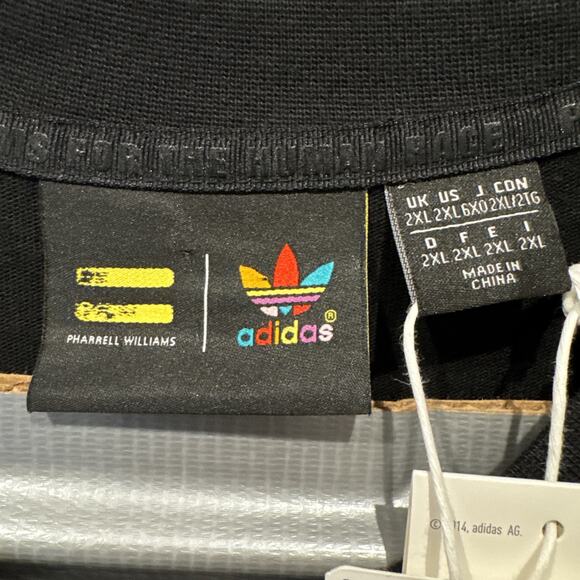 FOR THE HUMAN RACE
PHARRELL WILLIAMS
adidas®
UK US J CDN
2XL 2XL 6XO 2XL/2TG
D F E I
2XL 2XL 2XL 2XL
MADE IN
CHINA
adidas AG.